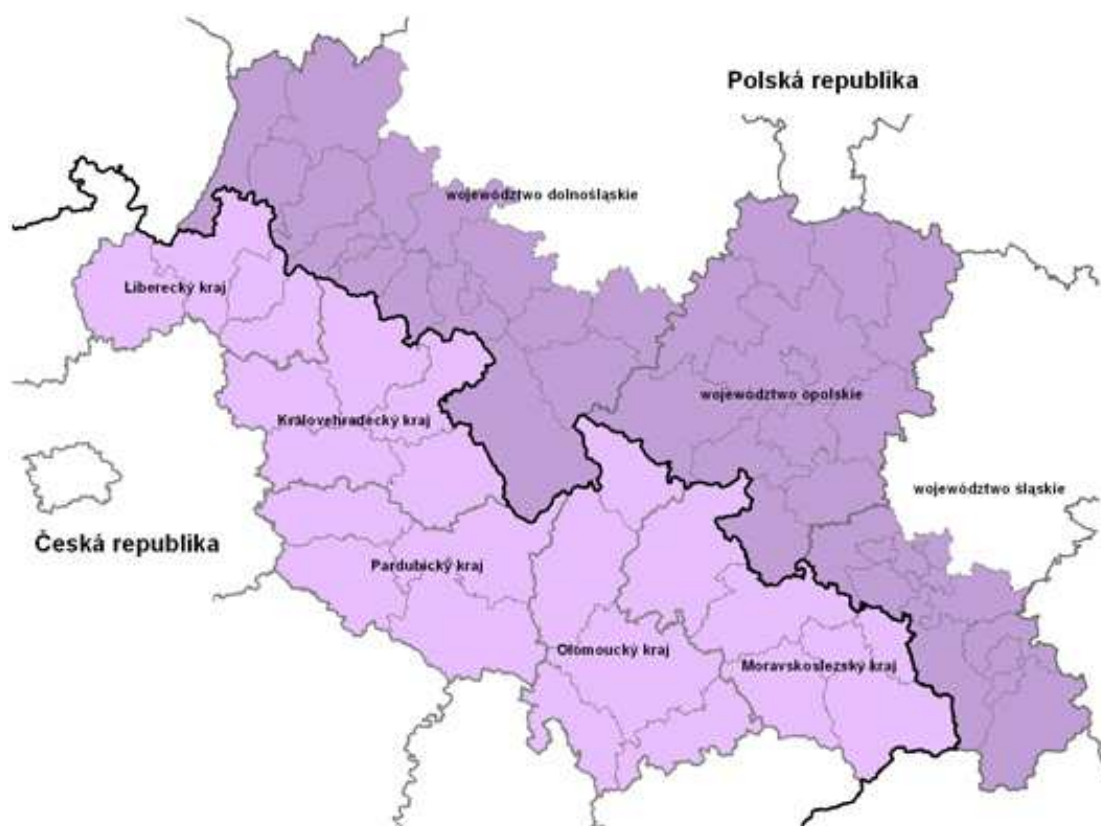 Polská republika
województwo dolnośląskie
Liberecký kraj
województwo opolskie
Královehradecký kraj
województwo śląskie
Česká republika
Pardubický kraj
Olomoucký kraj
Moravskoslezský kraj